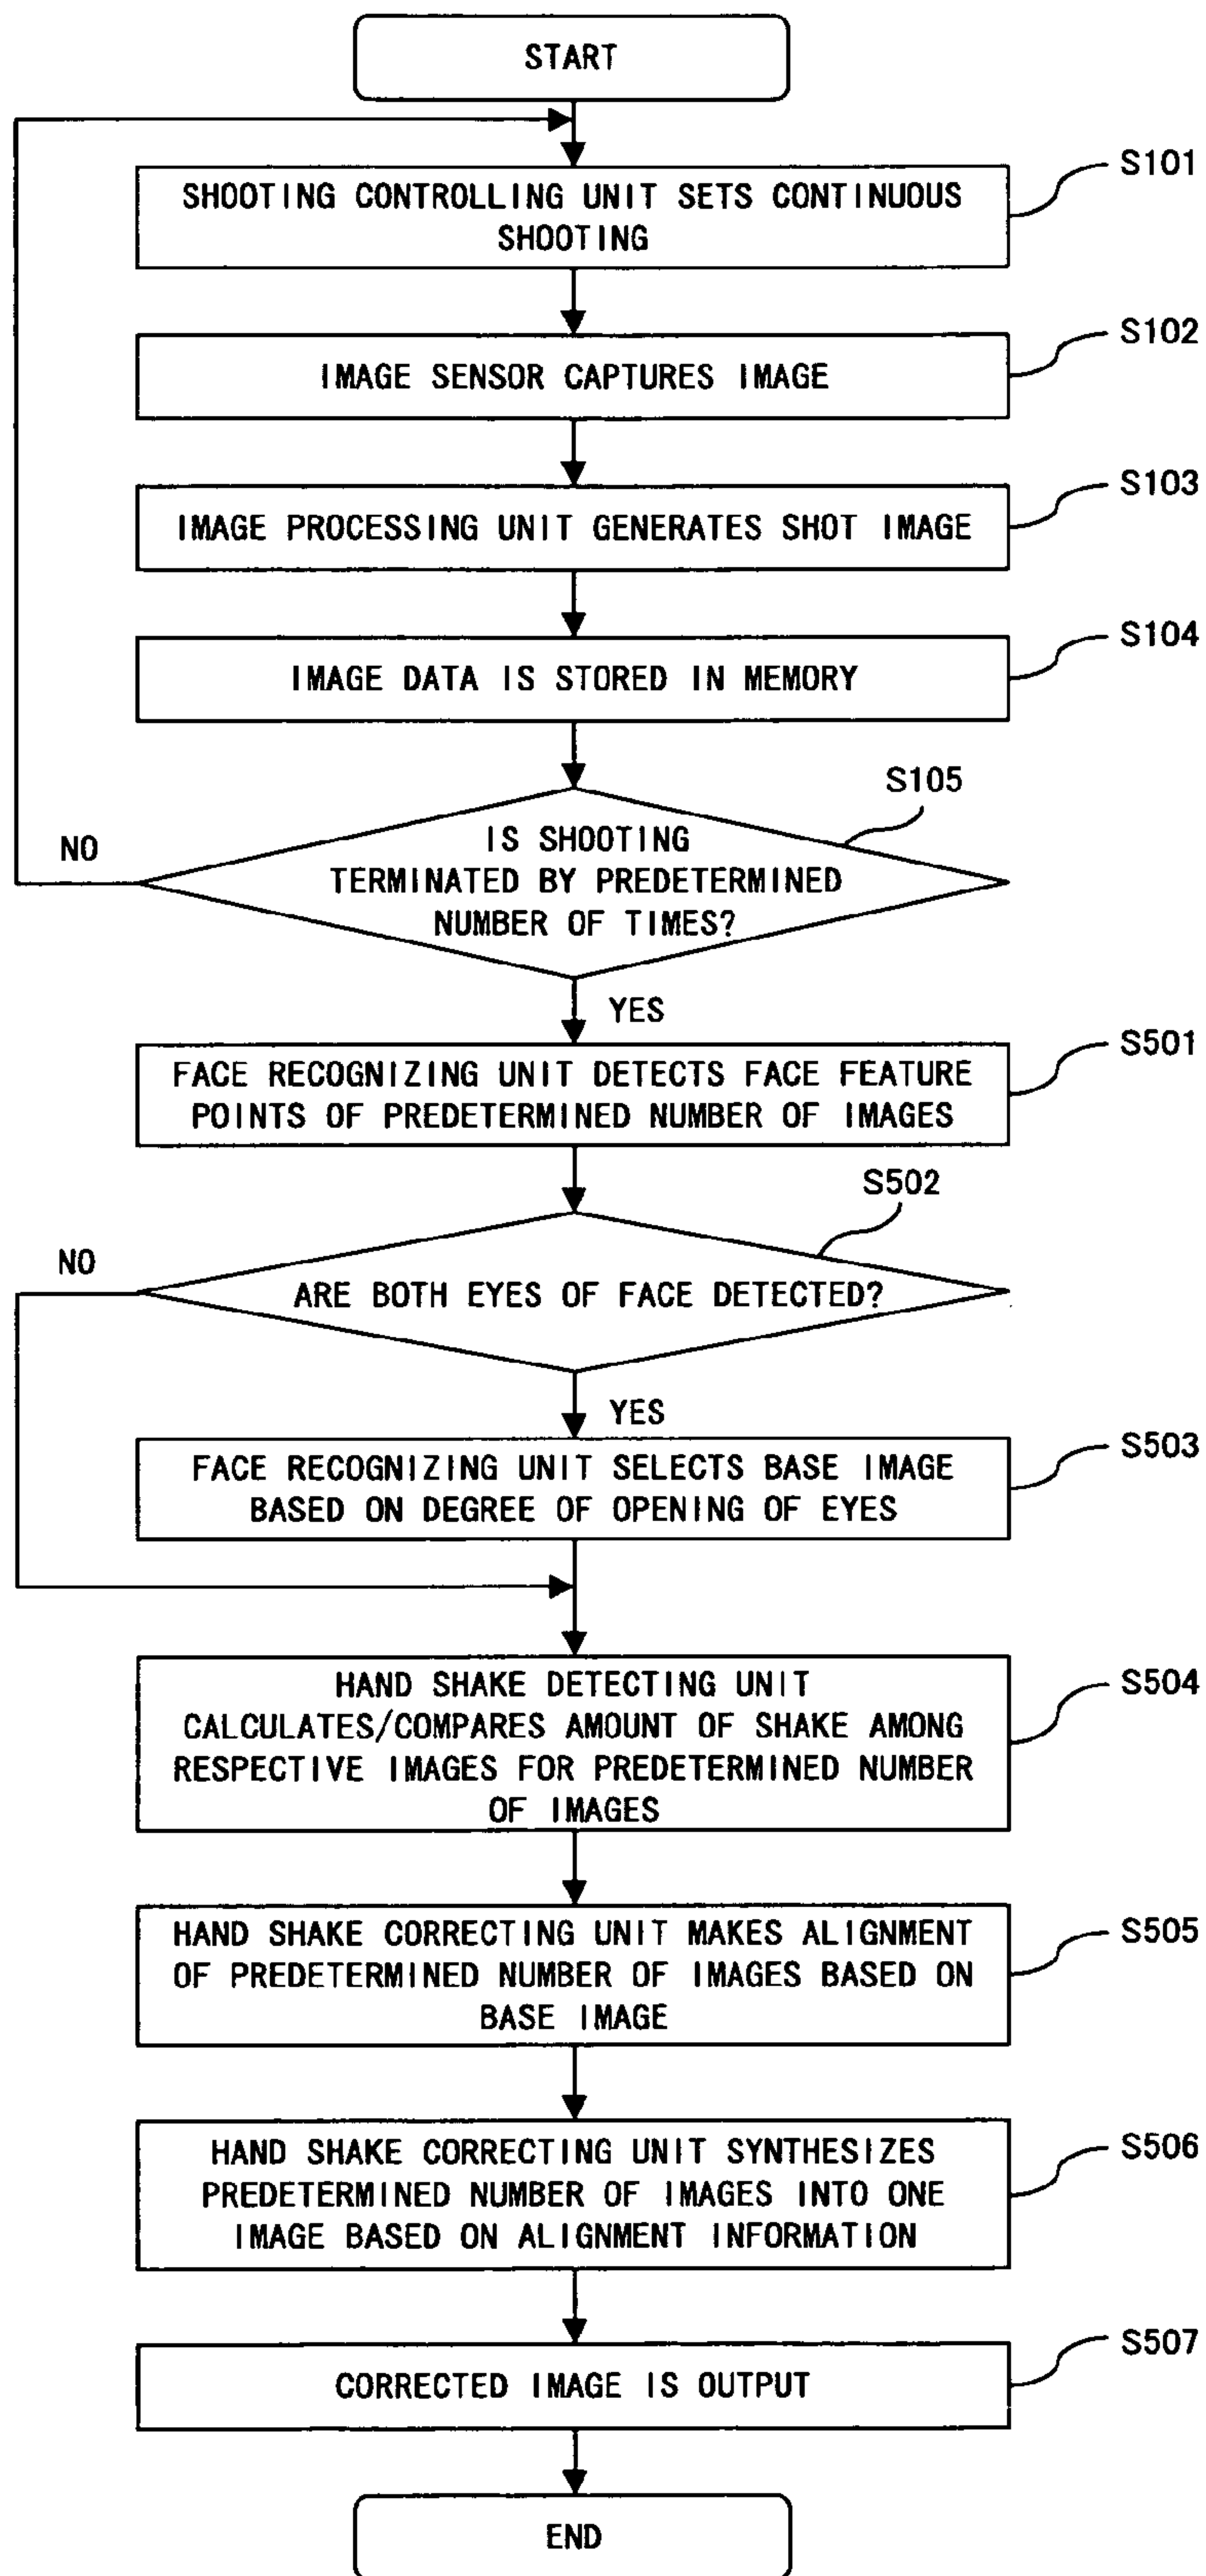 START
S101
SHOOTING CONTROLLING UNIT SETS CONTINUOUS
SHOOTING
S102
IMAGE SENSOR CAPTURES IMAGE
S103
IMAGE PROCESSING UNIT GENERATES SHOT IMAGE
S104
IMAGE DATA IS STORED IN MEMORY
S105
NO
IS SHOOTING
TERMINATED BY PREDETERMINED
NUMBER OF TIMES?
YES
S501
FACE RECOGNIZING UNIT DETECTS FACE FEATURE
POINTS OF PREDETERMINED NUMBER OF IMAGES
S502
NO
ARE BOTH EYES OF FACE DETECTED?
YES
S503
FACE RECOGNIZING UNIT SELECTS BASE IMAGE
BASED ON DEGREE OF OPENING OF EYES
S504
HAND SHAKE DETECTING UNIT
CALCULATES/COMPARES AMOUNT OF SHAKE AMONG
RESPECTIVE IMAGES FOR PREDETERMINED NUMBER
OF IMAGES
S505
HAND SHAKE CORRECTING UNIT MAKES ALIGNMENT
OF PREDETERMINED NUMBER OF IMAGES BASED ON
BASE IMAGE
S506
HAND SHAKE CORRECTING UNIT SYNTHESIZES
PREDETERMINED NUMBER OF IMAGES INTO ONE
IMAGE BASED ON ALIGNMENT INFORMATION
S507
CORRECTED IMAGE IS OUTPUT
END